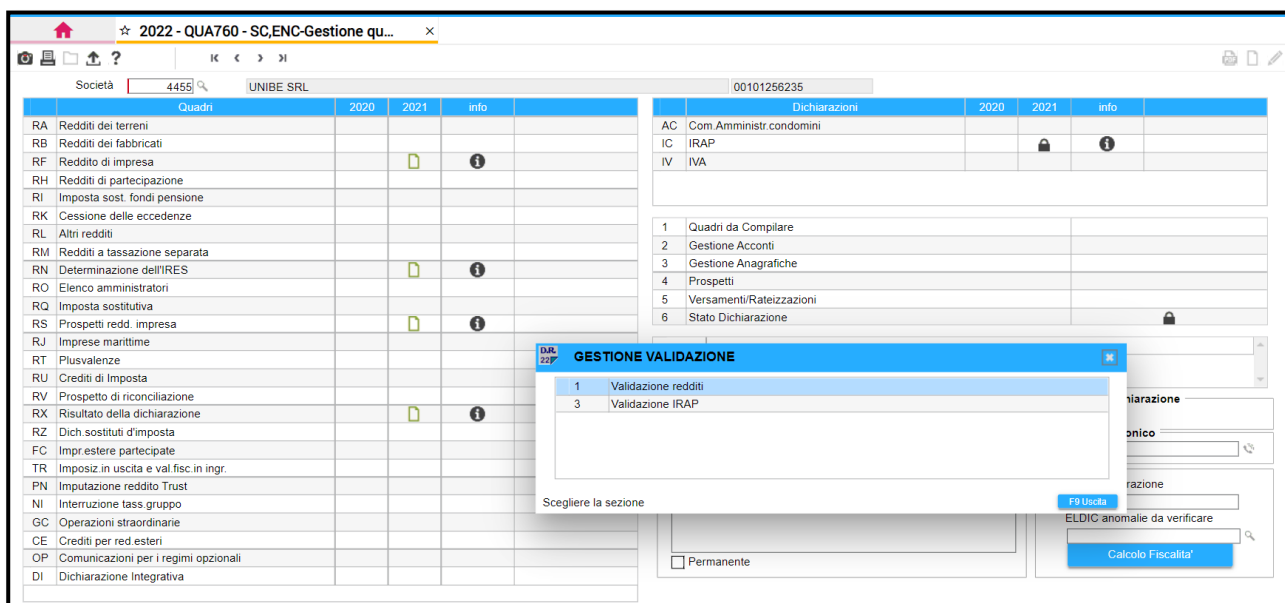 ☆ 2022 - QUA760 - SC,ENC-Gestione qu... ×
?
Società 4455 UNIBE SRL 00101256235
Quadri 2020 2021 info
RA Redditi dei terreni
RB Redditi dei fabbricati
RF Reddito di impresa
RH Redditi di partecipazione
RI Imposta sost. fondi pensione
RK Cessione delle eccedenze
RL Altri redditi
RM Redditi a tassazione separata
RN Determinazione dell'IRES
RO Elenco amministratori
RQ Imposta sostitutiva
RS Prospetti redd. impresa
RJ Imprese marittime
RT Plusvalenze
RU Crediti di Imposta
RV Prospetto di riconciliazione
RX Risultato della dichiarazione
RZ Dich.sostituti d'imposta
FC Impr.estere partecipate
TR Imposiz.in uscita e val.fisc.in ingr.
PN Imputazione reddito Trust
NI Interruzione tass.gruppo
GC Operazioni straordinarie
CE Crediti per red.esteri
OP Comunicazioni per i regimi opzionali
DI Dichiarazione Integrativa
Dichiarazioni 2020 2021 info
AC Com.Amministr.condomini
IC IRAP
IV IVA
1 Quadri da Compilare
2 Gestione Acconti
3 Gestione Anagrafiche
4 Prospetti
5 Versamenti/Rateizzazioni
6 Stato Dichiarazione
D.R. 22 GESTIONE VALIDAZIONE
1 Validazione redditi
3 Validazione IRAP
Scegliere la sezione F9 Uscita
hiarazione
onico
razione
ELDIC anomalie da verificare
Calcolo Fiscalita'
Permanente